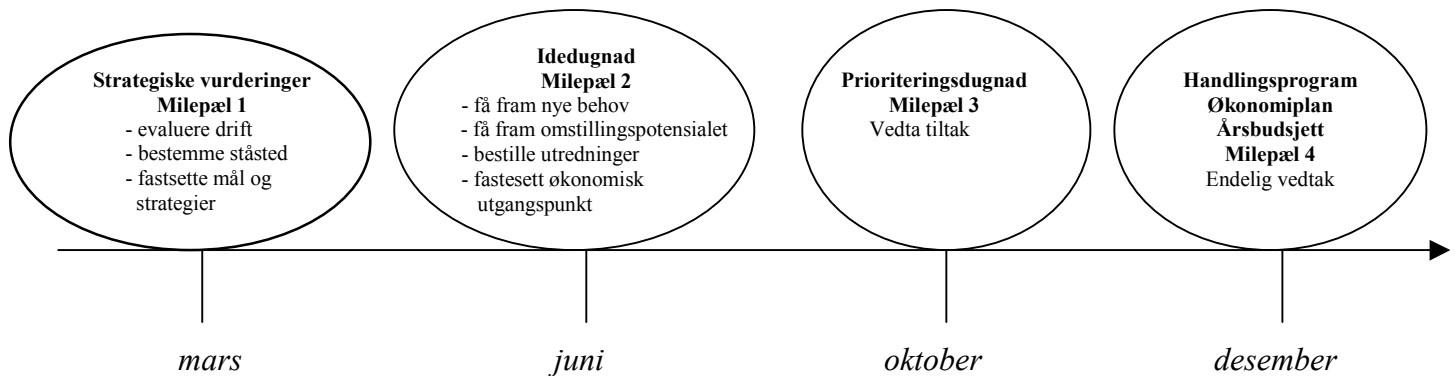 Strategiske vurderinger
Milepæl 1
- evaluere drift
- bestemme ståsted
- fastsette mål og
strategier
Idedugnad
Milepæl 2
- få fram nye behov
- få fram omstillingspotensialet
- bestille utredninger
- fastesett økonomisk
utgangspunkt
Prioriteringsdugnad
Milepæl 3
Vedta tiltak
Handlingsprogram
Økonomiplan
Årsbudsjett
Milepæl 4
Endelig vedtak
mars
juni
oktober
desember